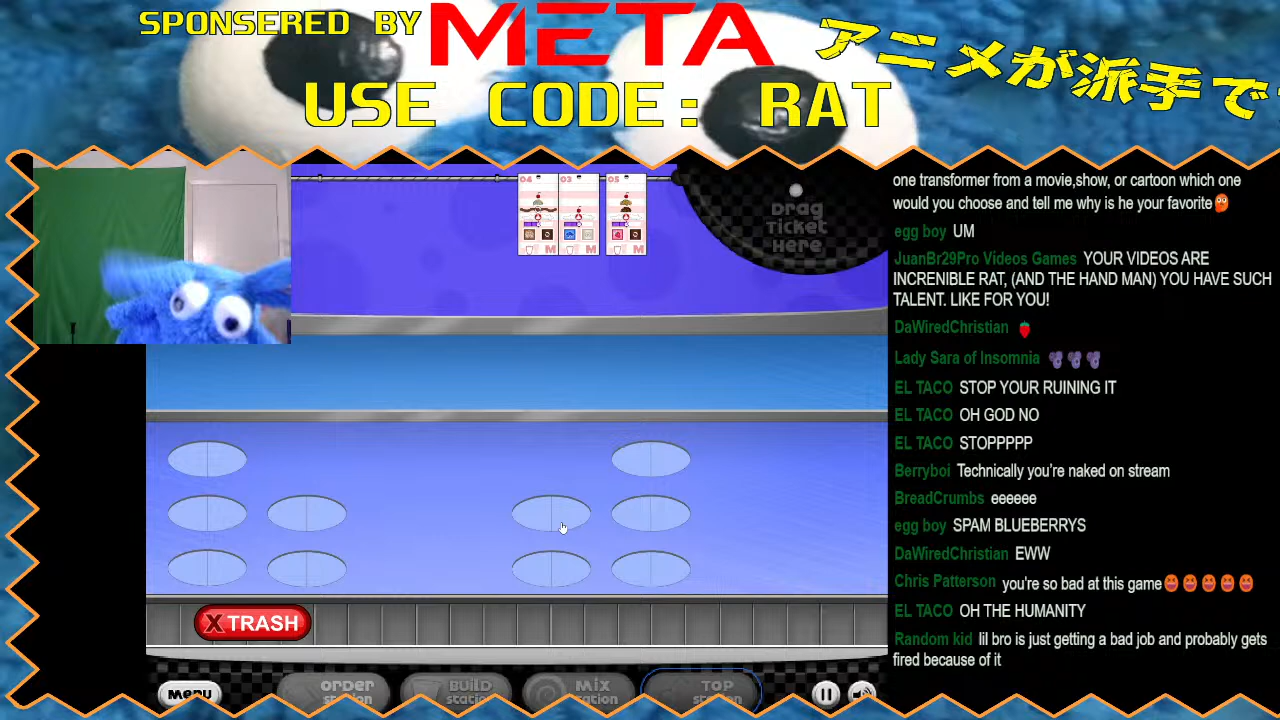 SPONSERED BY META
アニメが派手で
USE CODE: RAT
04 03 05
Drag
Ticket
Here
M M M
one transformer from a movie,show, or cartoon which one
would you choose and tell me why is he your favorite
egg boy UM
JuanBr29Pro Videos Games YOUR VIDEOS ARE
INCRENIBLE RAT, (AND THE HAND MAN) YOU HAVE SUCH
TALENT. LIKE FOR YOU!
DaWiredChristian
Lady Sara of Insomnia
EL TACO STOP YOUR RUINING IT
EL TACO OH GOD NO
EL TACO STOPPPPP
Berryboi Technically you're naked on stream
BreadCrumbs eeeeee
egg boy SPAM BLUEBERRYS
DaWiredChristian EWW
Chris Patterson you're so bad at this game
EL TACO OH THE HUMANITY
Random kid lil bro is just getting a bad job and probably gets
fired because of it
X TRASH
Menu
ORDER
station
BUILD
station
MIX
station
TOP
station